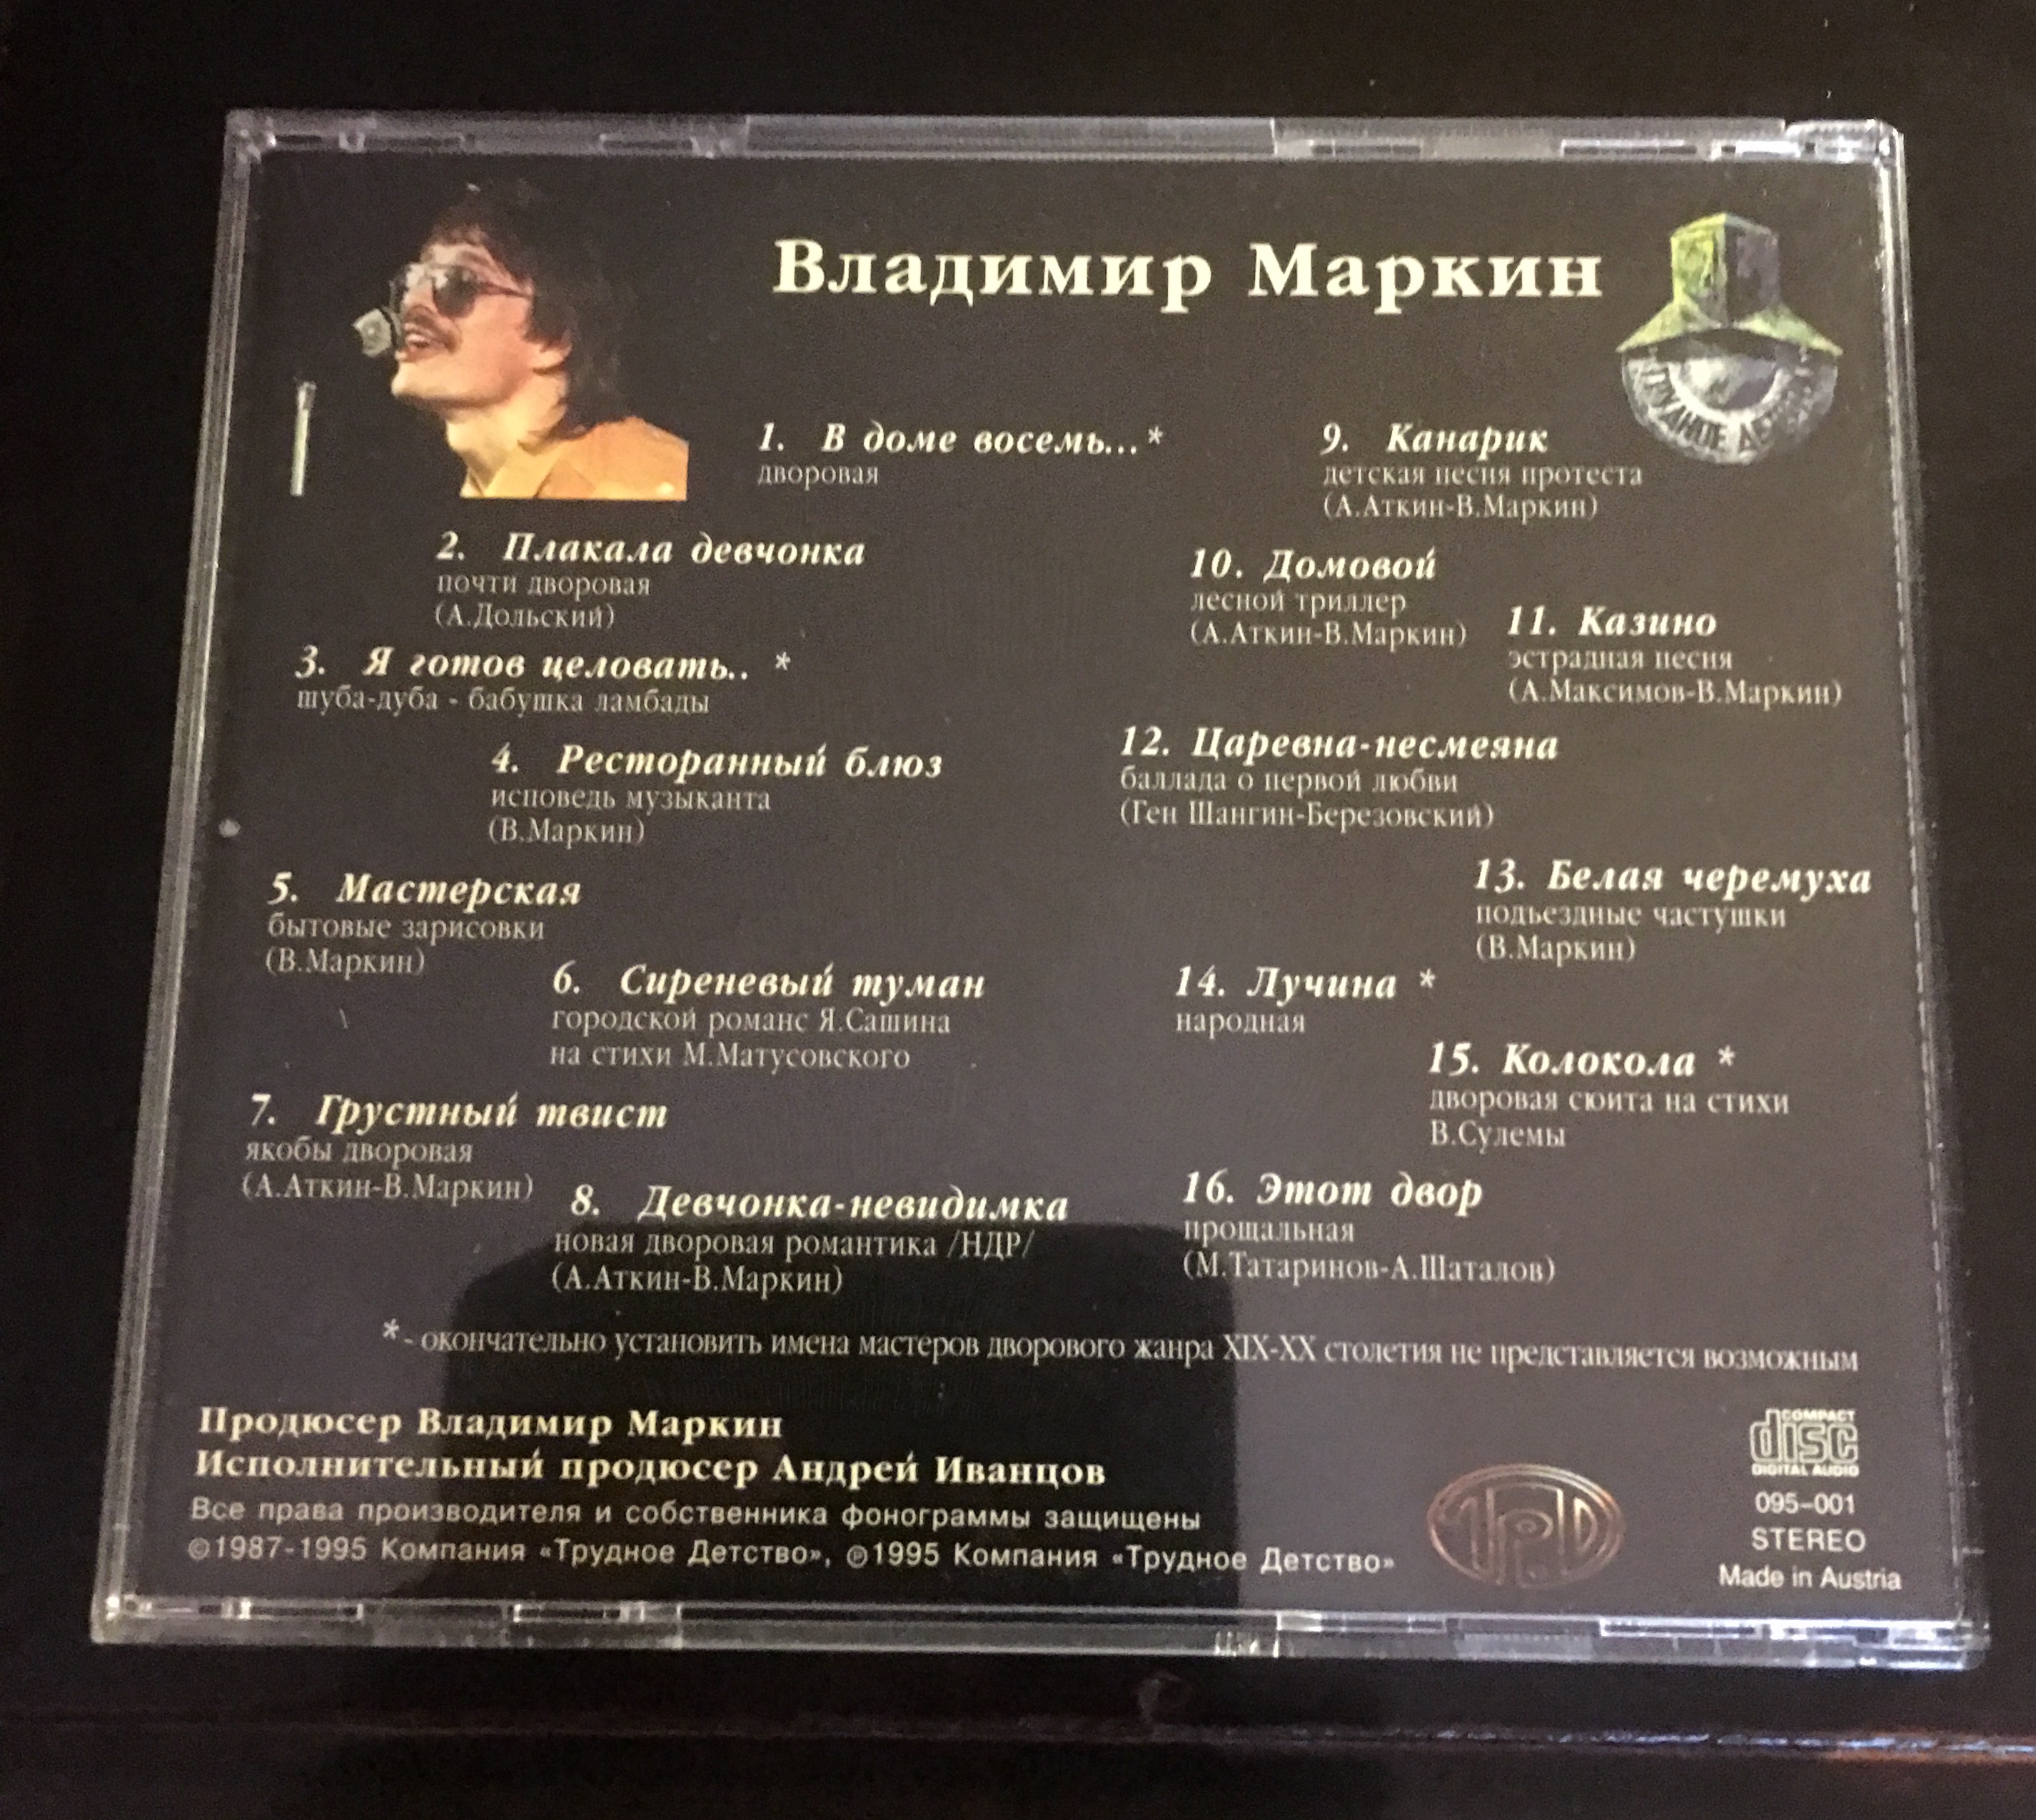 Владимир Маркин
ТРУДНОЕ ДЕТСТВО
1. В доме восемь...*
дворовая
2. Плакала девчонка
почти дворовая
(А.Дольский)
3. Я готов целовать.. *
шуба-дуба - бабушка ламбады
4. Ресторанный блюз
исповедь музыканта
(В.Маркин)
5. Мастерская
бытовые зарисовки
(В.Маркин)
6. Сиреневый туман
городской романс Я.Сашина
на стихи М.Матусовского
7. Грустный твист
якобы дворовая
(А.Аткин-В.Маркин)
8. Девчонка-невидимка
новая дворовая романтика /НДР/
(А.Аткин-В.Маркин)
9. Канарик
детская песня протеста
(А.Аткин-В.Маркин)
10. Домовой
лесной триллер
(А.Аткин-В.Маркин)
11. Казино
эстрадная песня
(А.Максимов-В.Маркин)
12. Царевна-несмеяна
баллада о первой любви
(Ген Шангин-Березовский)
13. Белая черемуха
подьездные частушки
(В.Маркин)
14. Лучина *
народная
15. Колокола *
дворовая сюита на стихи
В.Сулемы
16. Этот двор
прощальная
(М.Татаринов-А.Шаталов)
* - окончательно установить имена мастеров дворового жанра XIX-XX столетия не представляется возможным
Продюсер Владимир Маркин
Исполнительный продюсер Андрей Иванцов
Все права производителя и собственника фонограммы защищены
©1987-1995 Компания «Трудное Детство», ℗1995 Компания «Трудное Детство»
COMPACT
disc
DIGITAL AUDIO
095-001
STEREO
Made in Austria